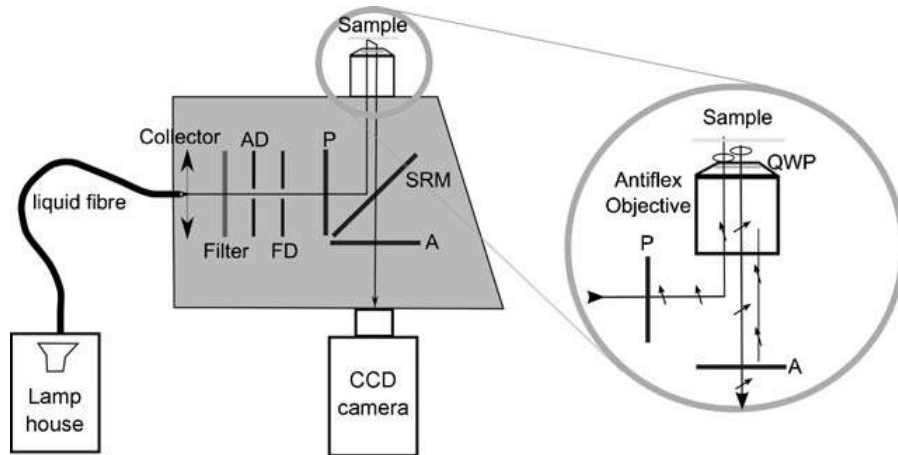 Sample
Collector
AD
P
SRM
liquid fibre
Filter
FD
A
Lamp
house
CCD
camera
Sample
QWP
Antiflex
Objective
P
A